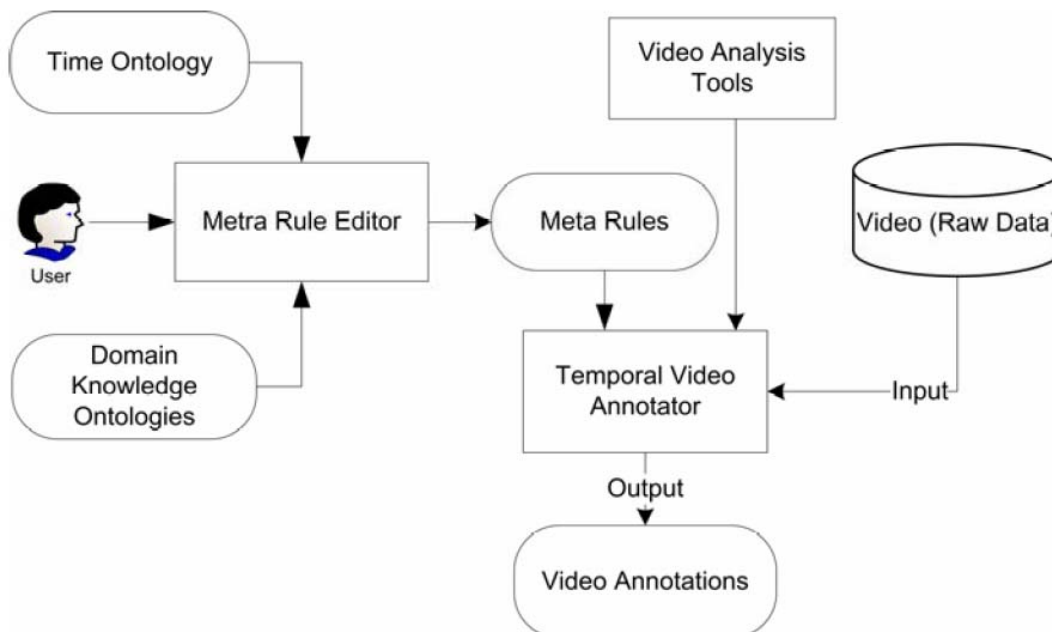 Time Ontology
Video Analysis
Tools
Metra Rule Editor
Meta Rules
Video (Raw Data)
User
Domain
Knowledge
Ontologies
Temporal Video
Annotator
Input
Output
Video Annotations